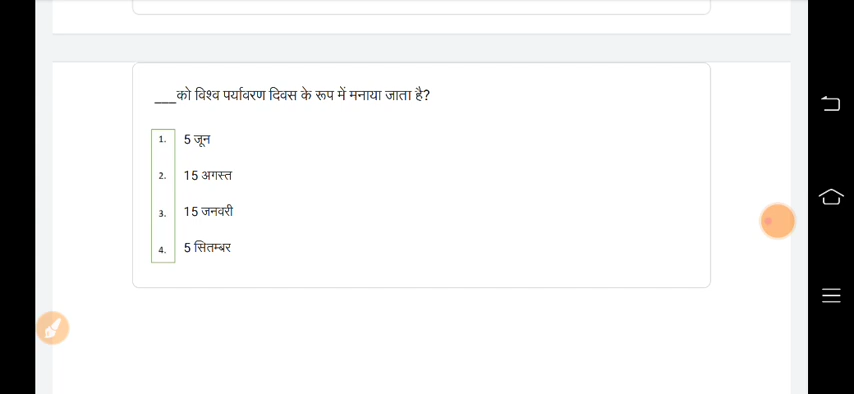 ___को विश्व पर्यावरण दिवस के रूप में मनाया जाता है?
1. 5 जून
2. 15 अगस्त
3. 15 जनवरी
4. 5 सितम्बर